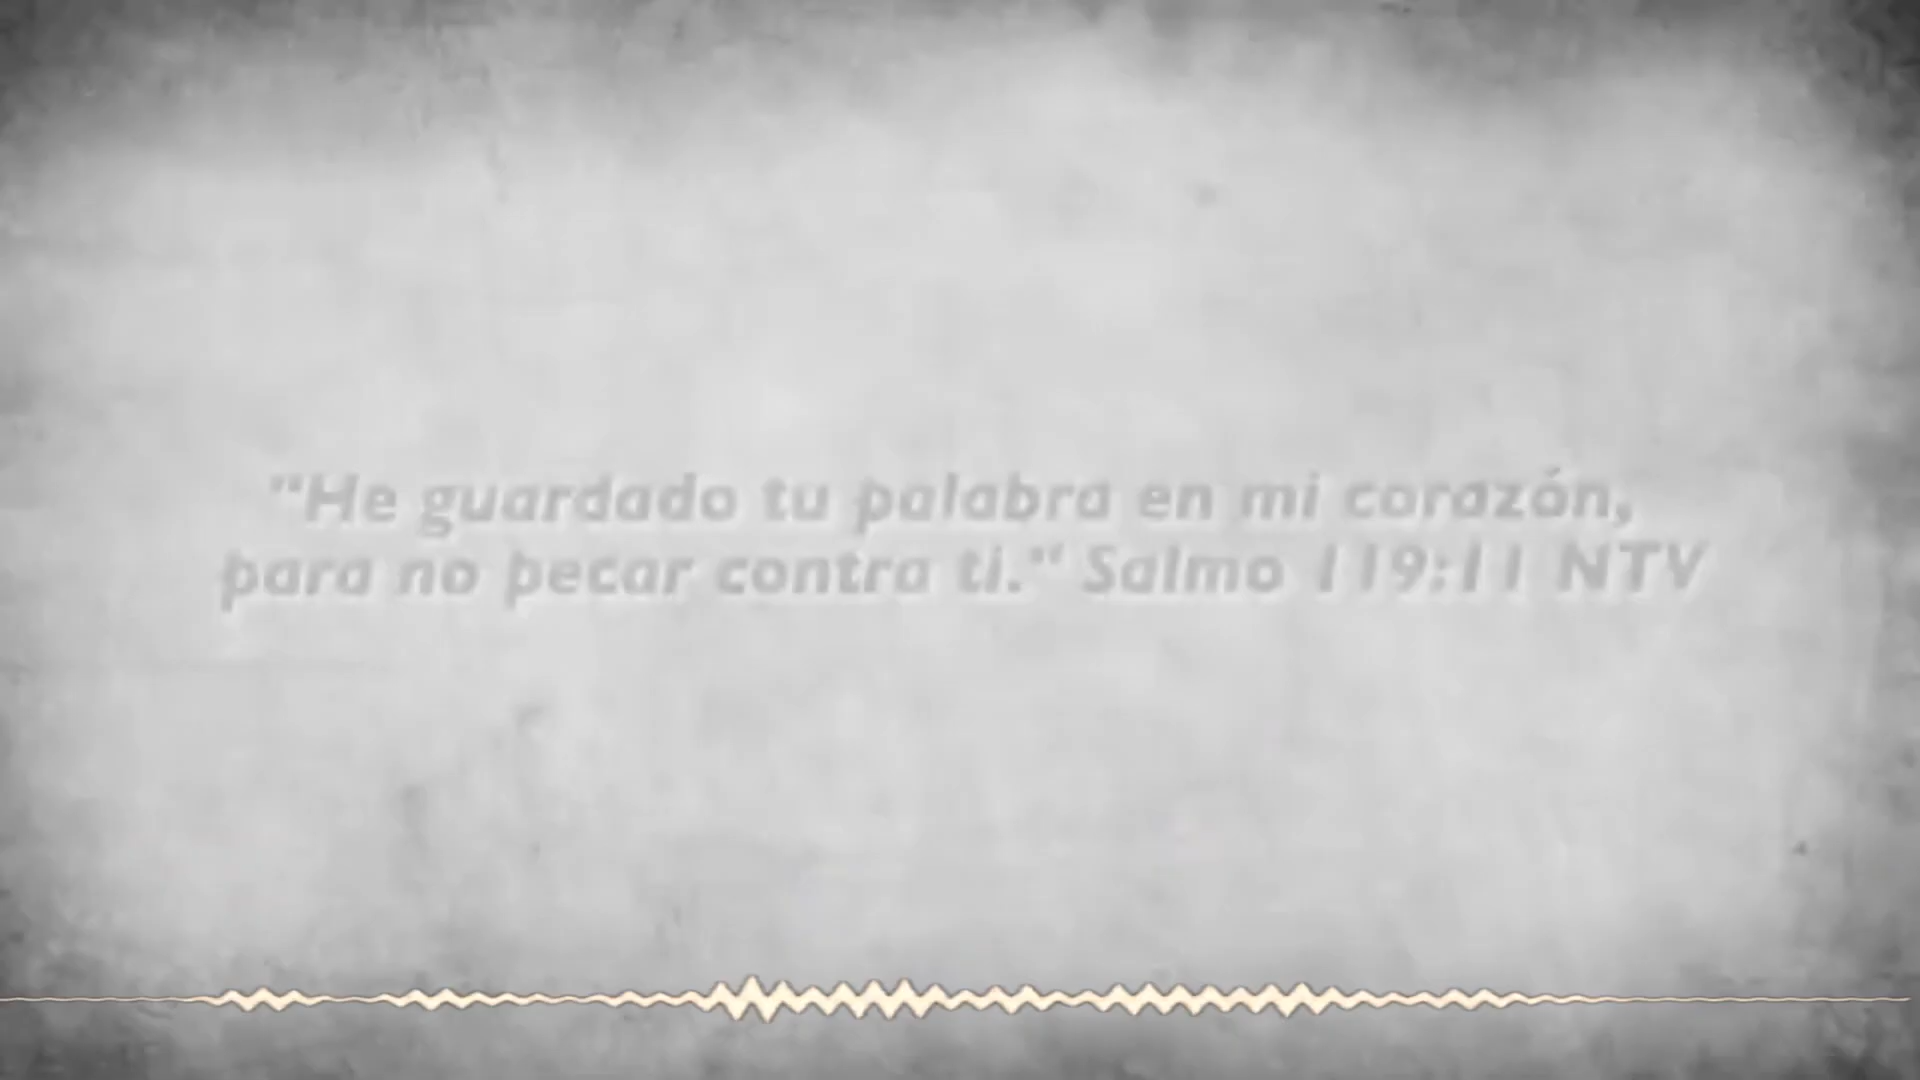 "He guardado tu palabra en mi corazón,
para no pecar contra ti." Salmo 119:11 NTV